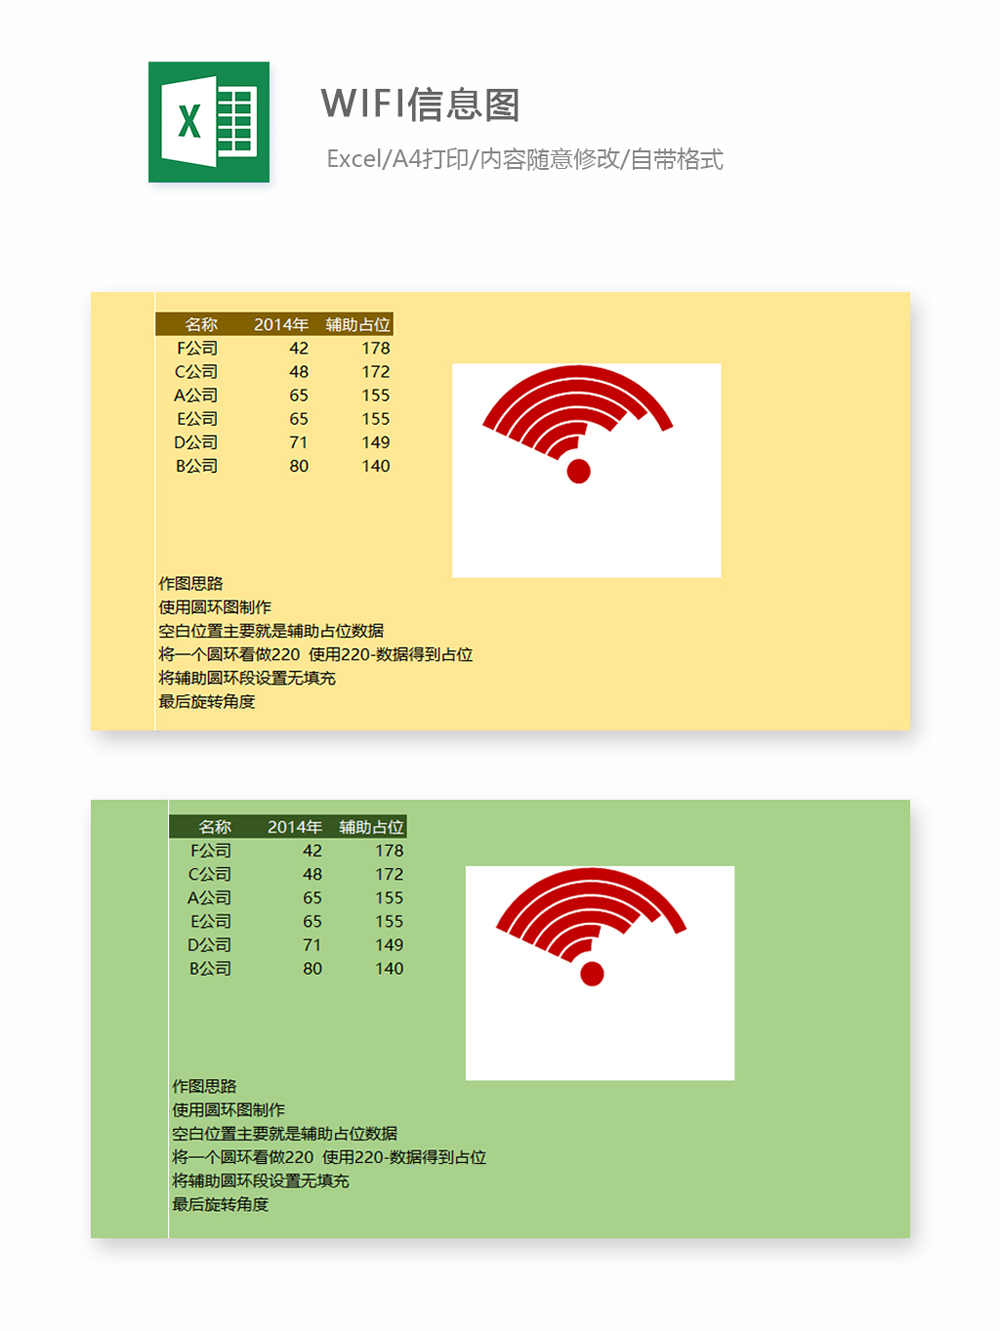 X
WIFI信息图
Excel/A4打印/内容随意修改/自带格式
名称 2014年 辅助占位
F公司 42 178
C公司 48 172
A公司 65 155
E公司 65 155
D公司 71 149
B公司 80 140
作图思路
使用圆环图制作
空白位置主要就是辅助占位数据
将一个圆环看做220 使用220-数据得到占位
将辅助圆环段设置无填充
最后旋转角度
名称 2014年 辅助占位
F公司 42 178
C公司 48 172
A公司 65 155
E公司 65 155
D公司 71 149
B公司 80 140
作图思路
使用圆环图制作
空白位置主要就是辅助占位数据
将一个圆环看做220 使用220-数据得到占位
将辅助圆环段设置无填充
最后旋转角度